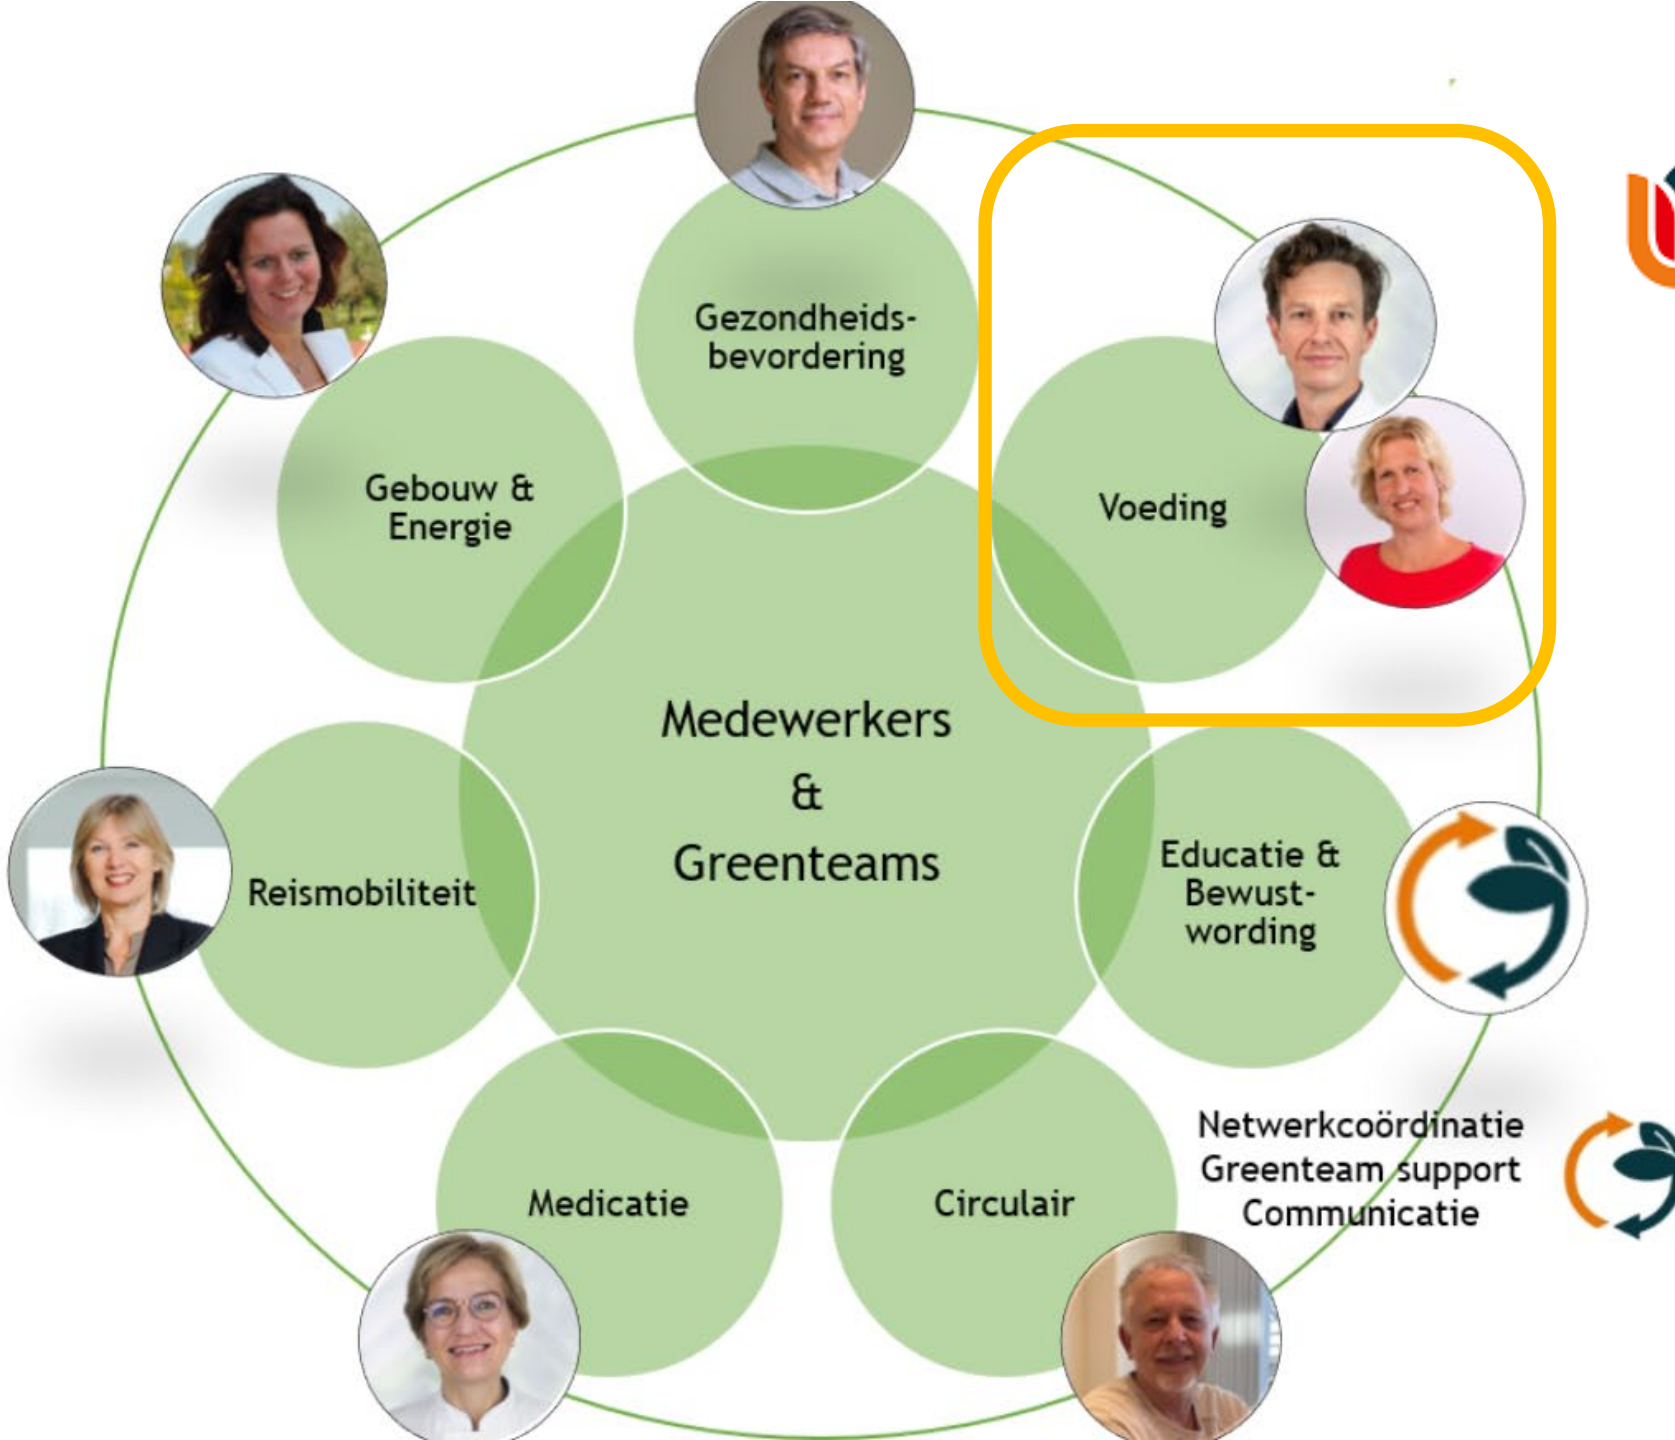 Gezondheids-
bevordering
Gebouw &
Energie
Voeding
Medewerkers
&
Greenteams
Reismobiliteit
Educatie &
Bewust-
wording
Medicatie
Circulair
Netwerkcoördinatie
Greenteam support
Communicatie